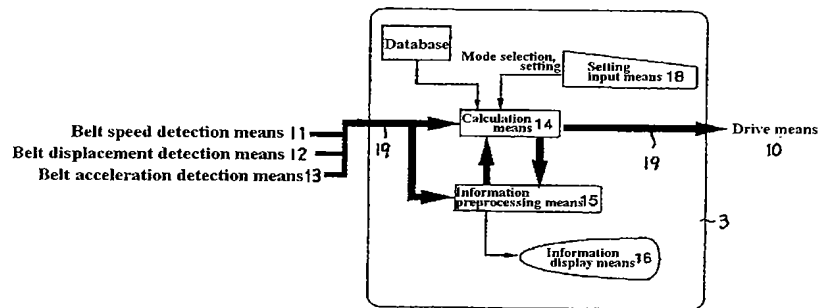 Database
Mode selection,
setting
Setting
input means 18
Belt speed detection means 11
Belt displacement detection means 12
Belt acceleration detection means 13
19
Calculation
means 14
19
Drive means
10
Information
preprocessing means 15
3
Information
display means 16